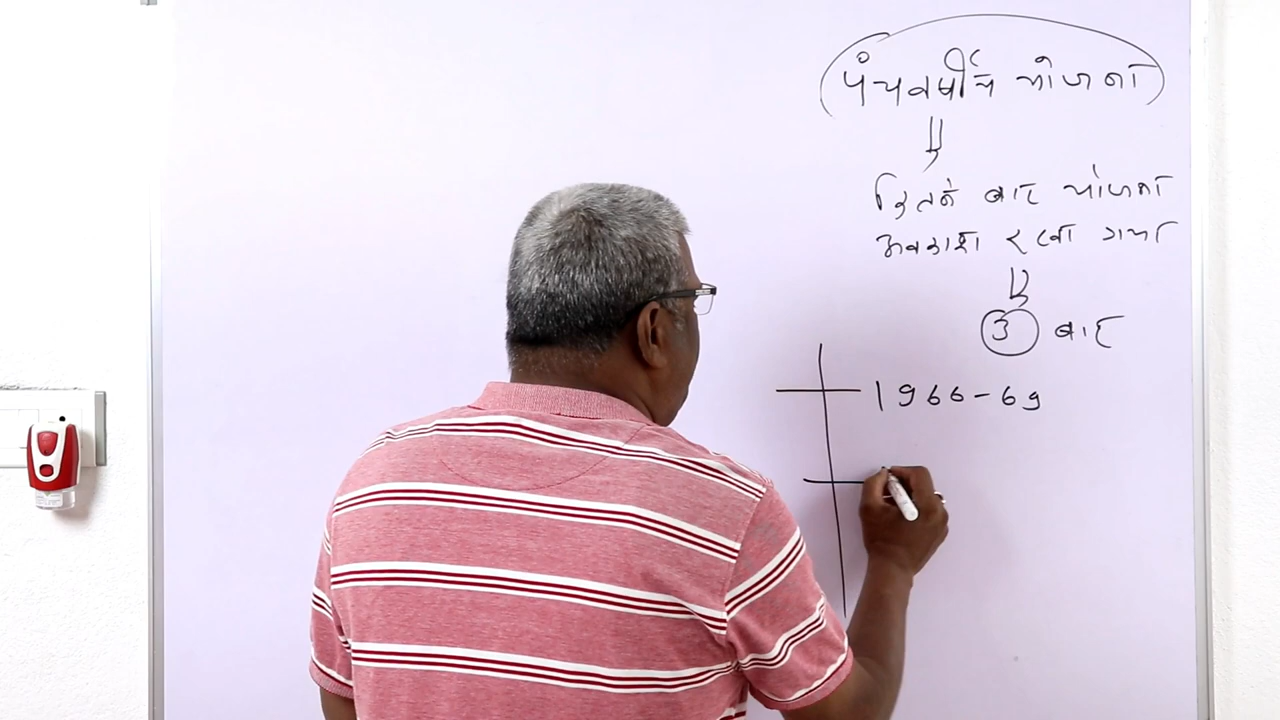 पंचवर्षीय योजना
कितने बार योजना
अवकाश रखा गया
3 बार
1966-69